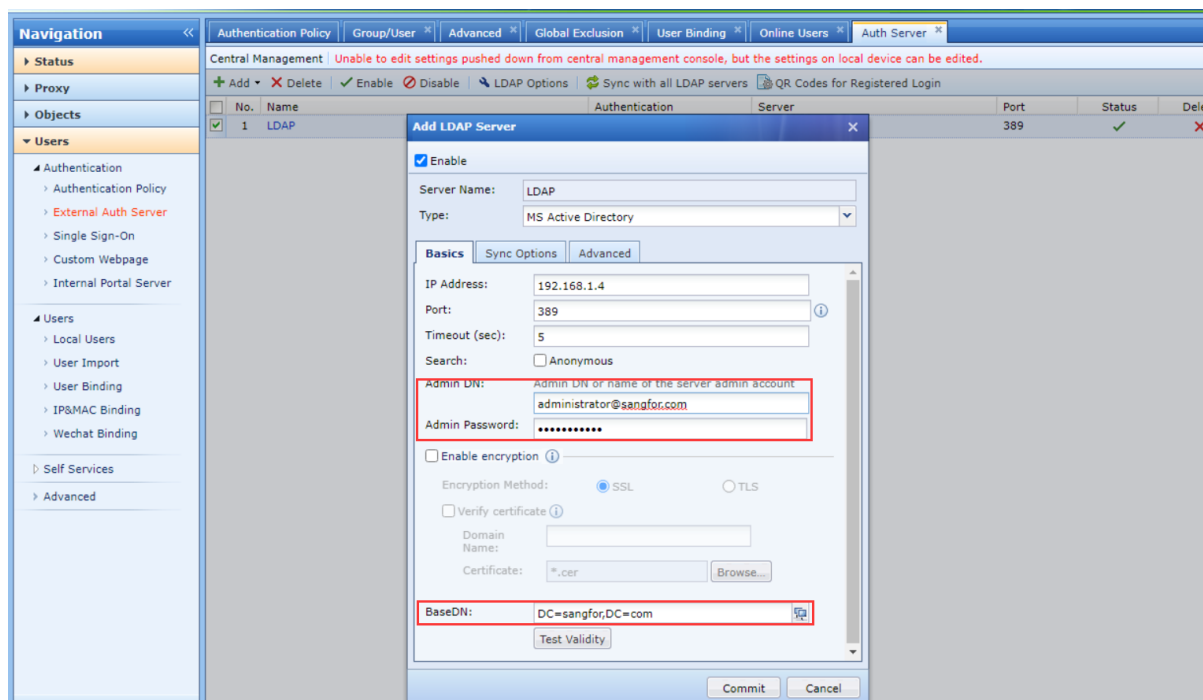 Navigation «
Authentication Policy Group/User × Advanced × Global Exclusion × User Binding × Online Users × Auth Server ×
Central Management Unable to edit settings pushed down from central management console, but the settings on local device can be edited.
Add Delete Enable Disable LDAP Options Sync with all LDAP servers QR Codes for Registered Login
No. Name Authentication Server Port Status Dele
1 LDAP 389
Status
Proxy
Objects
Users
Authentication
Authentication Policy
External Auth Server
Single Sign-On
Custom Webpage
Internal Portal Server
Users
Local Users
User Import
User Binding
IP&MAC Binding
Wechat Binding
Self Services
Advanced
Add LDAP Server
Enable
Server Name: LDAP
Type: MS Active Directory
Basics Sync Options Advanced
IP Address: 192.168.1.4
Port: 389
Timeout (sec): 5
Search: Anonymous
Admin DN: Admin DN or name of the server admin account
administrator@sangfor.com
Admin Password: •••••••••••
Enable encryption
Encryption Method: SSL TLS
Verify certificate
Domain
Name:
Certificate: *.cer Browse...
BaseDN: DC=sangfor,DC=com
Test Validity
Commit Cancel